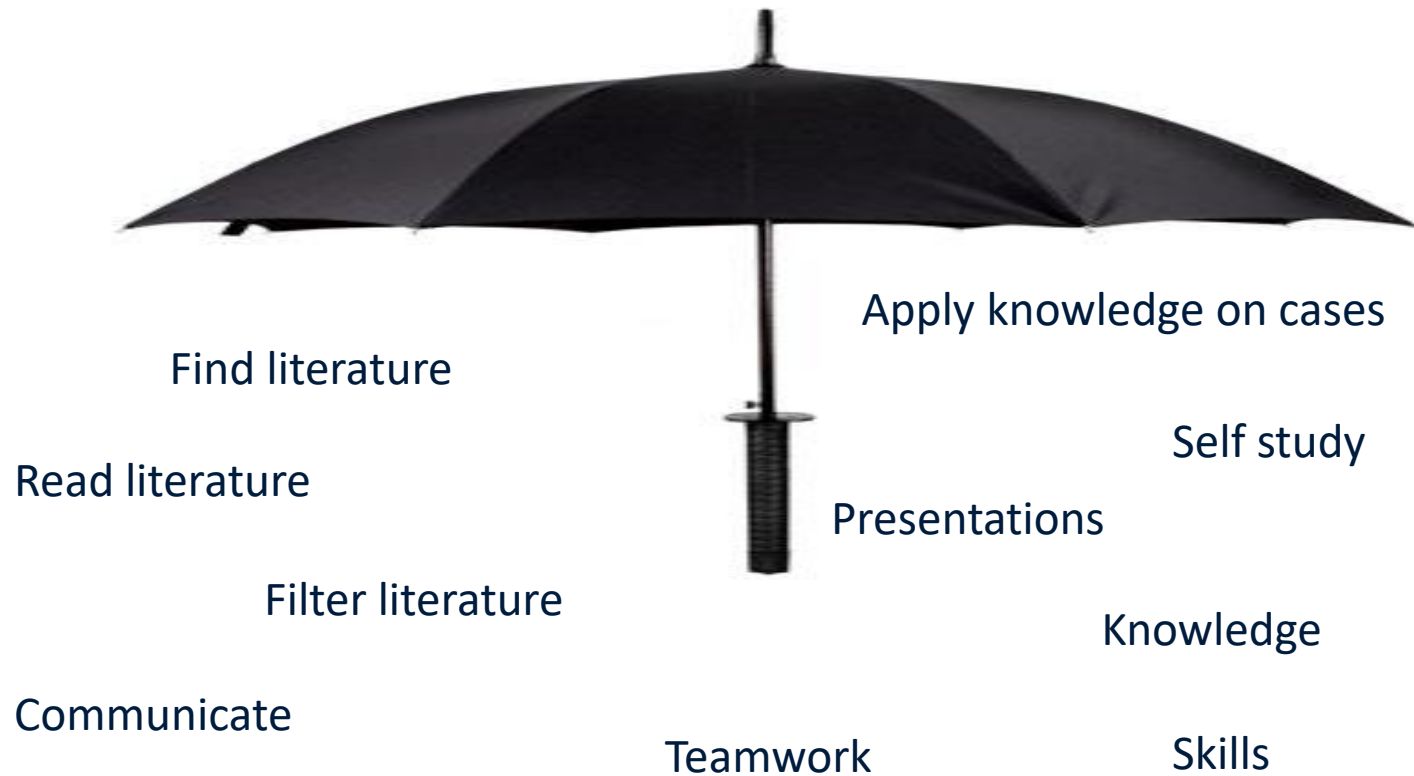 Apply knowledge on cases
Find literature
Self study
Read literature
Presentations
Filter literature
Knowledge
Communicate
Teamwork
Skills